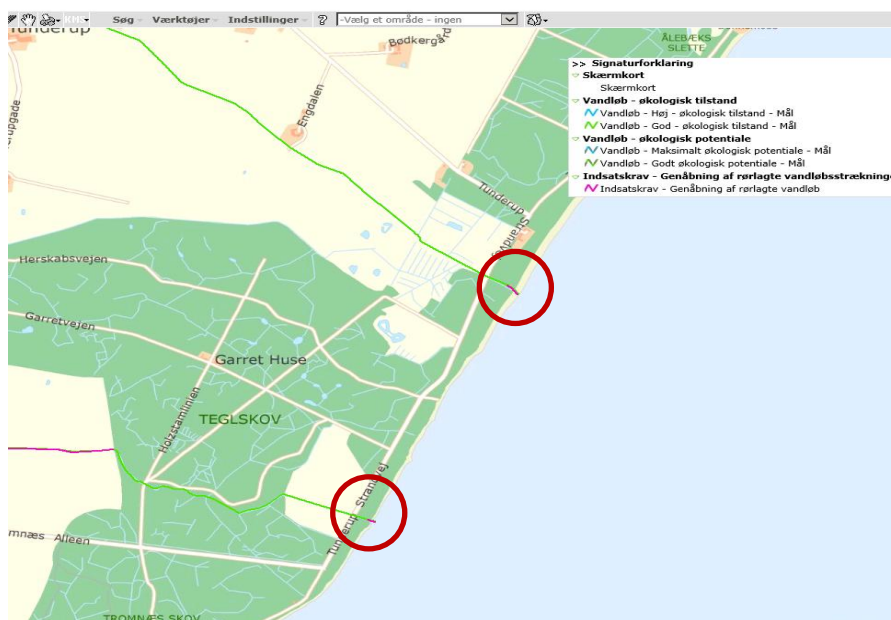 Søg Værktøjer Indstillinger ? -Vælg et område - ingen
>> Signaturforklaring
Skærmkort
Skærmkort
Vandløb - økologisk tilstand
Vandløb - Høj - økologisk tilstand - Mål
Vandløb - God - økologisk tilstand - Mål
Vandløb - økologisk potentiale
Vandløb - Maksimalt økologisk potentiale - Mål
Vandløb - Godt økologisk potentiale - Mål
Indsatskrav - Genåbning af rørlagte vandløbsstrækning
Indsatskrav - Genåbning af rørlagte vandløb
Tunderup
Bødkergård
ÅLEBÆKS
SLETTE
Engdalen
Tunderup
Strandvej
Herskabsvejen
Garretvejen
Garret Huse
Holzstamlinien
TEGLSKOV
Tunderup Strandvej
Alleen
TROMNÆS SKOV